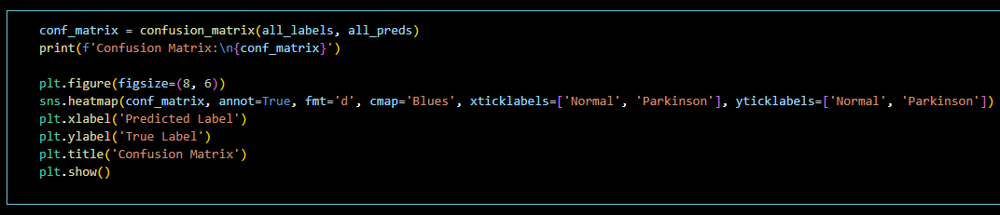 conf_matrix = confusion_matrix(all_labels, all_preds)
print(f'Confusion Matrix:\n{conf_matrix}')
plt.figure(figsize=(8, 6))
sns.heatmap(conf_matrix, annot=True, fmt='d', cmap='Blues', xticklabels=['Normal', 'Parkinson'], yticklabels=['Normal', 'Parkinson'])
plt.xlabel('Predicted Label')
plt.ylabel('True Label')
plt.title('Confusion Matrix')
plt.show()